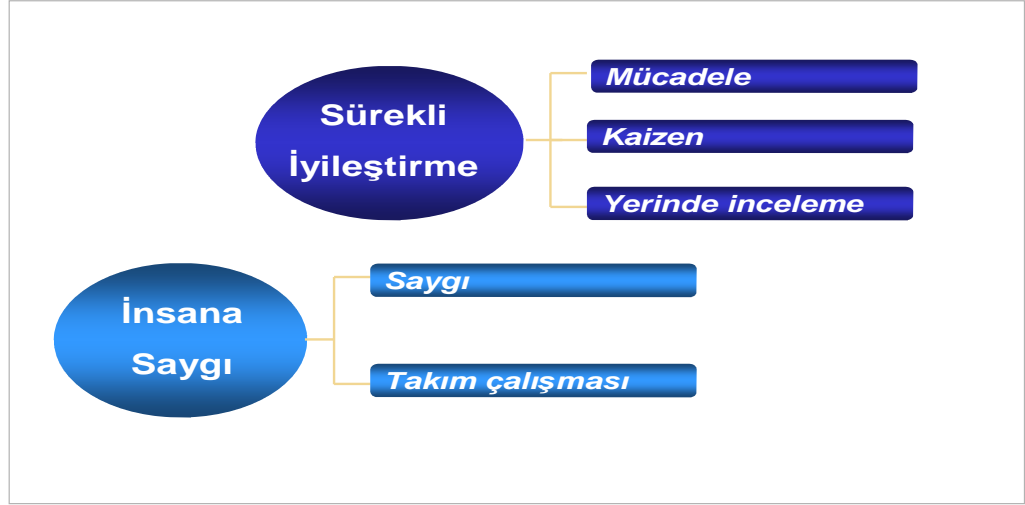 Sürekli
İyileştirme
Mücadele
Kaizen
Yerinde inceleme
İnsana
Saygı
Saygı
Takım çalışması